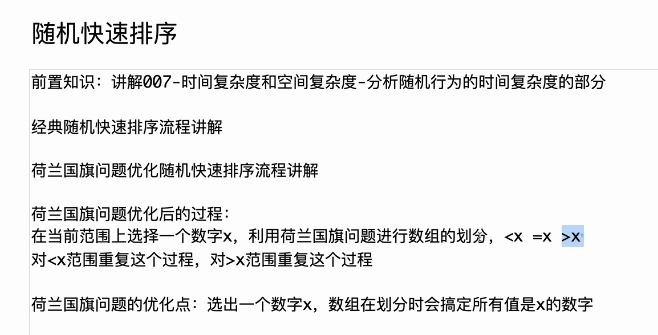 随机快速排序
前置知识：讲解007-时间复杂度和空间复杂度-分析随机行为的时间复杂度的部分
经典随机快速排序流程讲解
荷兰国旗问题优化随机快速排序流程讲解
荷兰国旗问题优化后的过程：
在当前范围上选择一个数字x，利用荷兰国旗问题进行数组的划分，<x =x >x
对<x范围重复这个过程，对>x范围重复这个过程
荷兰国旗问题的优化点：选出一个数字x，数组在划分时会搞定所有值是x的数字